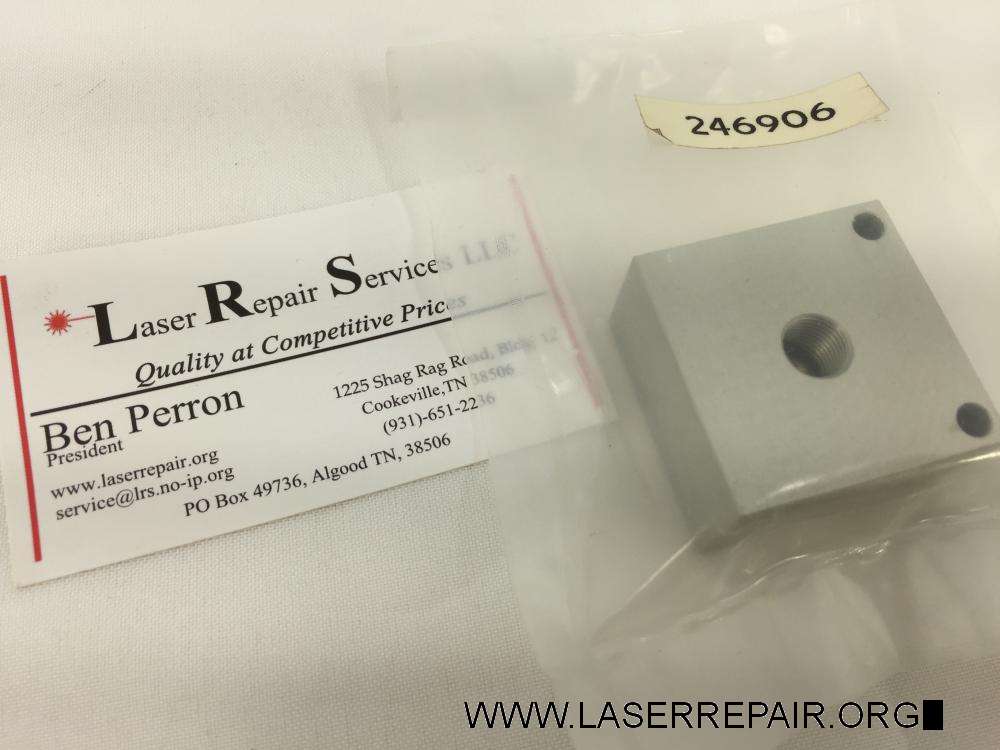 246906
Laser Repair Services LLC
Quality at Competitive Prices
Ben Perron
President
www.laserrepair.org
service@lrs.no-ip.org
1225 Shag Rag Road, Bldg. 12
Cookeville,TN 38506
(931)-651-2236
PO Box 49736, Algood TN, 38506
WWW.LASERREPAIR.ORG